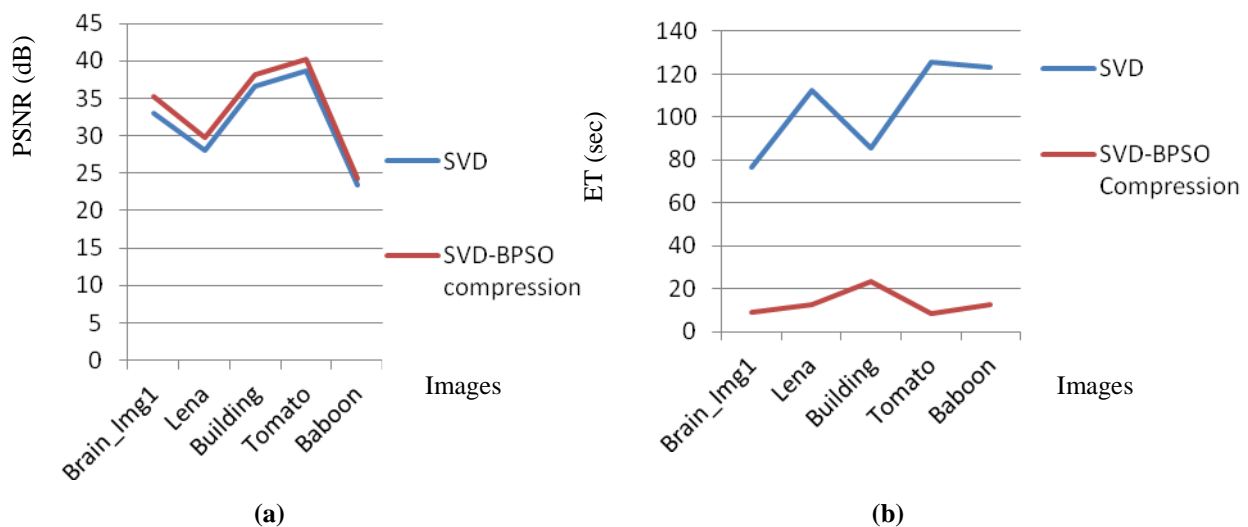 PSNR (dB)
45
40
35
30
25
20
15
10
5
0
Brain_Img1
Lena
Building
Tomato
Baboon
Images
SVD
SVD-BPSO
compression
(a)
ET (sec)
140
120
100
80
60
40
20
0
Brain_Img1
Lena
Building
Tomato
Baboon
Images
SVD
SVD-BPSO
Compression
(b)